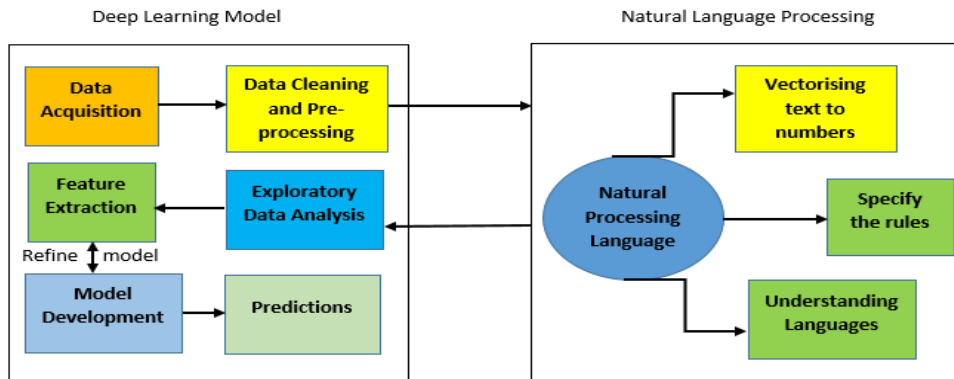 Deep Learning Model
Natural Language Processing
Data
Acquisition
Data Cleaning
and Pre-
processing
Feature
Extraction
Exploratory
Data Analysis
Refine model
Model
Development
Predictions
Natural
Processing
Language
Vectorising
text to
numbers
Specify
the rules
Understanding
Languages